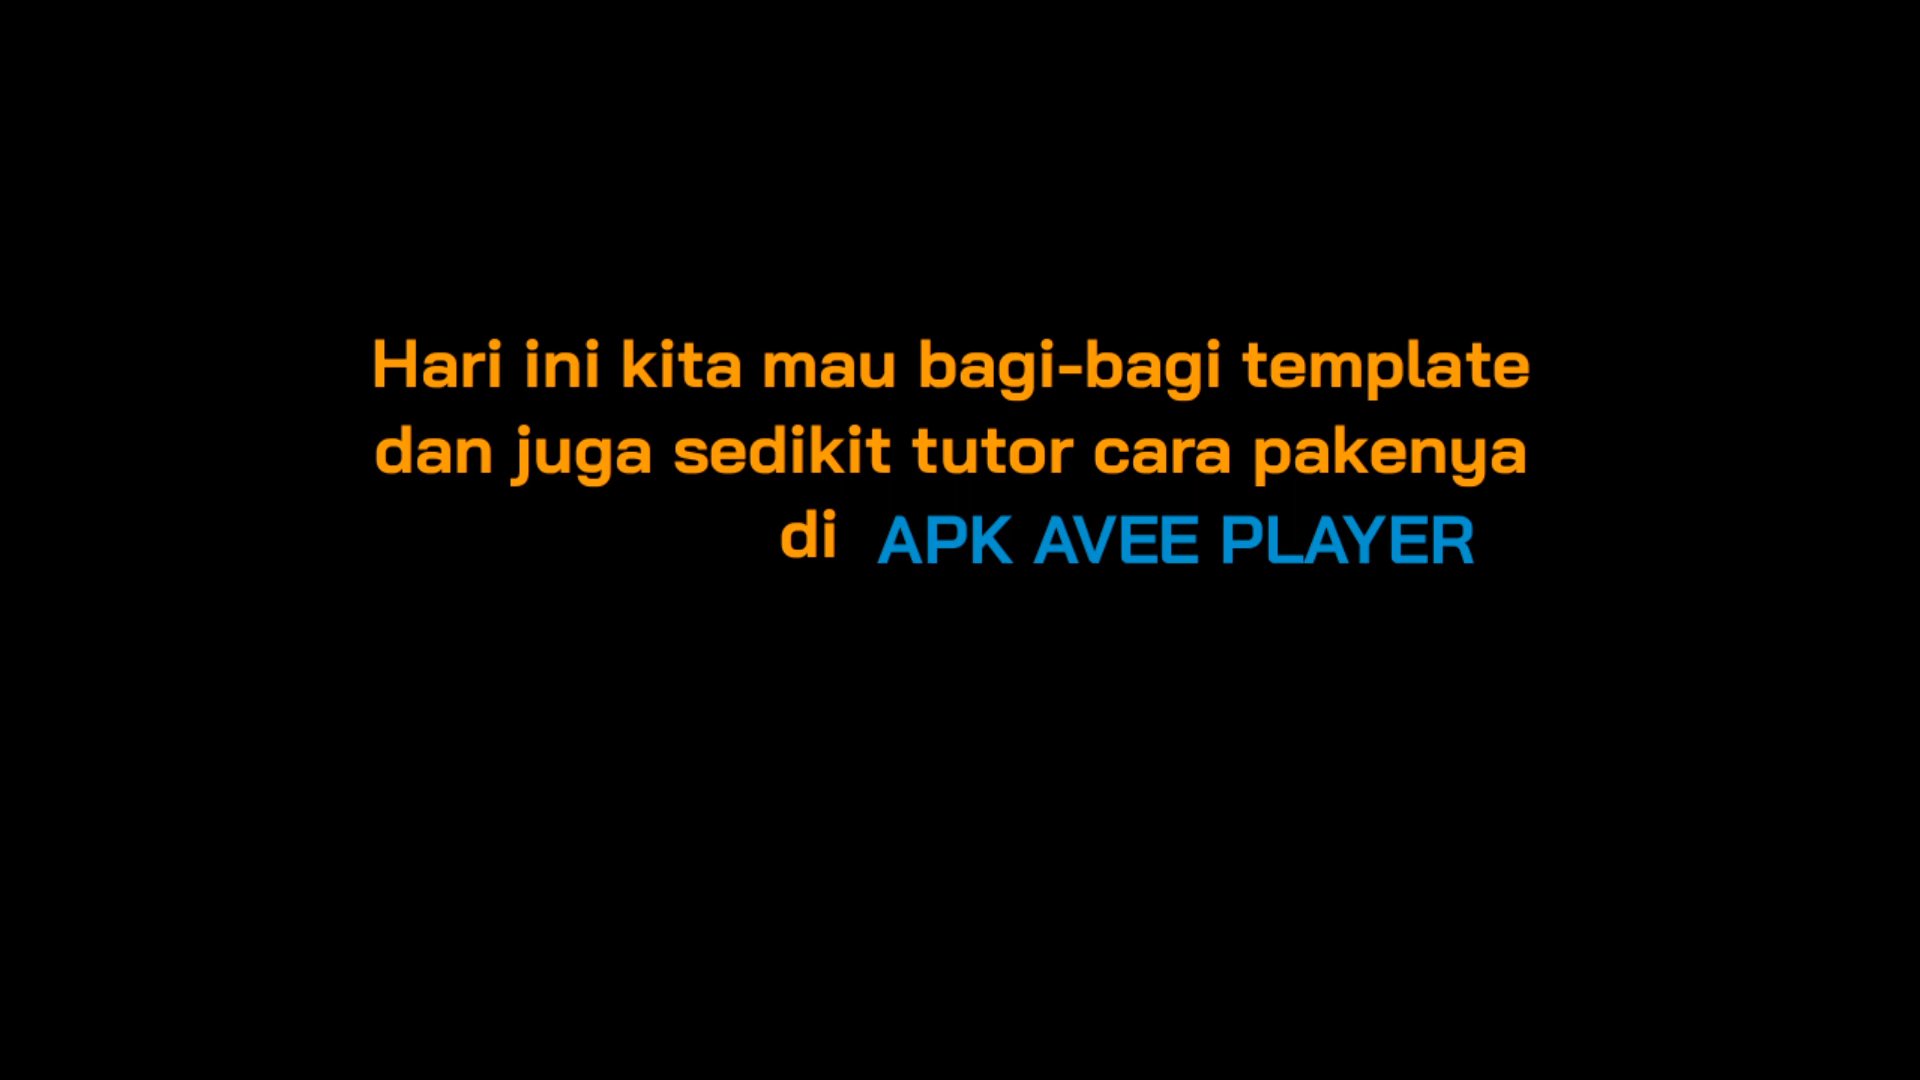 Hari ini kita mau bagi-bagi template
dan juga sedikit tutor cara pakenya
di APK AVEE PLAYER